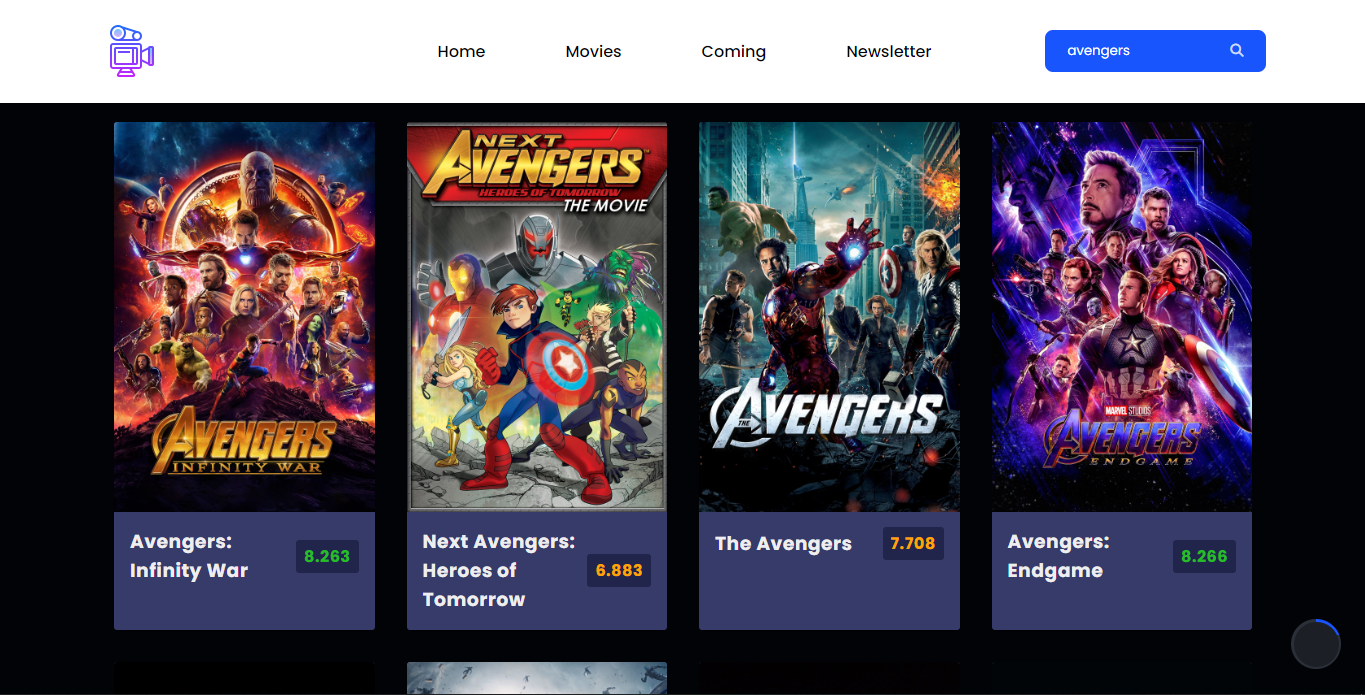 Home Movies Coming Newsletter avengers
AVENGERS
INFINITY WAR
NEXT
AVENGERS™
HEROES OF TOMORROW
THE MOVIE
THE AVENGERS
MARVEL STUDIOS
AVENGERS
ENDGAME
Avengers:
Infinity War
8.263
Next Avengers:
Heroes of
Tomorrow
6.883
The Avengers
7.708
Avengers:
Endgame
8.266